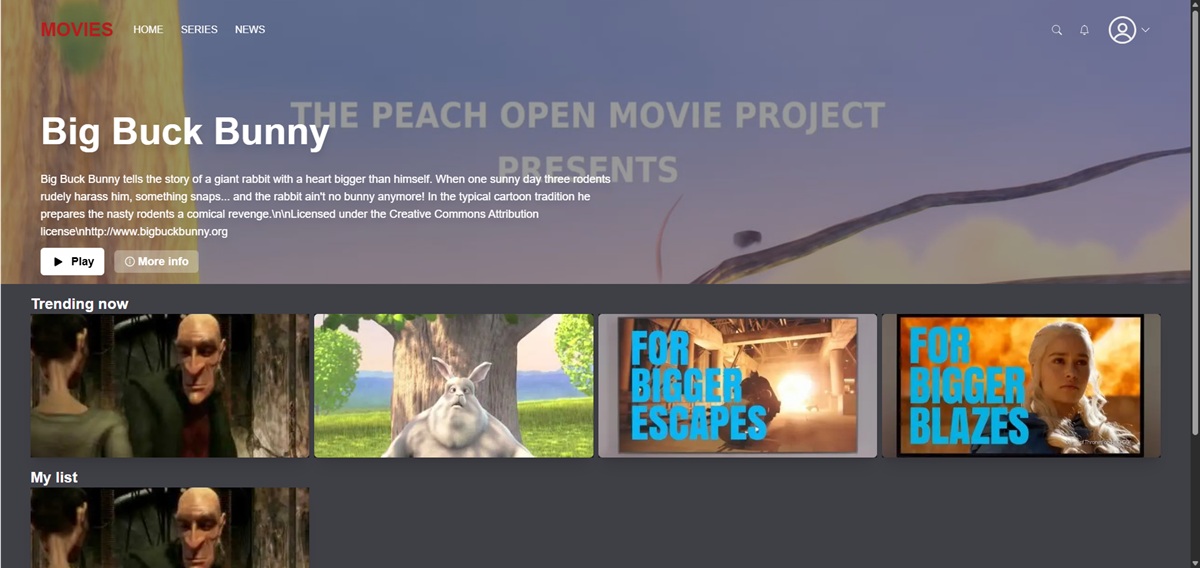 MOVIES HOME SERIES NEWS
THE PEACH OPEN MOVIE PROJECT
PRESENTS
Big Buck Bunny
Big Buck Bunny tells the story of a giant rabbit with a heart bigger than himself. When one sunny day three rodents
rudely harass him, something snaps... and the rabbit ain't no bunny anymore! In the typical cartoon tradition he
prepares the nasty rodents a comical revenge.\n\nLicensed under the Creative Commons Attribution
license\nhttp://www.bigbuckbunny.org
Play More info
Trending now
FOR
BIGGER
ESCAPES
FOR
BIGGER
BLAZES
My list